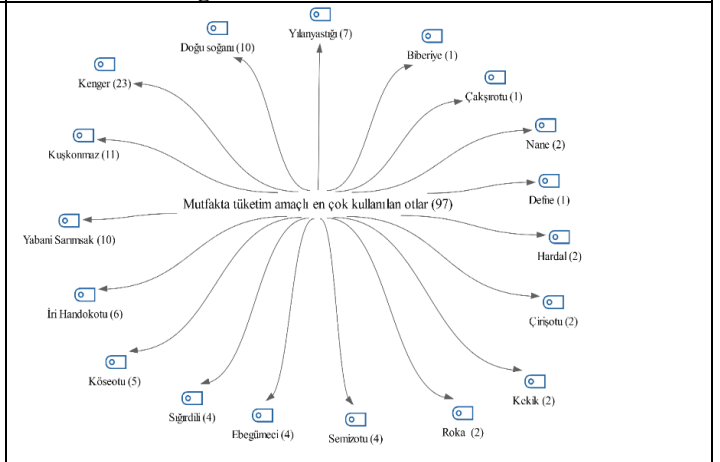 Yılanyastığı (7)
Doğu soğanı (10)
Biberiye (1)
Kenger (23)
Çakşırotu (1)
Kuşkonmaz (11)
Nane (2)
Defne (1)
Mutfakta tüketim amaçlı en çok kullanılan otlar (97)
Yabani Sarımsak (10)
Hardal (2)
İri Handokotu (6)
Çirişotu (2)
Köseotu (5)
Kekik (2)
Sığırdili (4)
Ebegümeci (4)
Semizotu (4)
Roka (2)